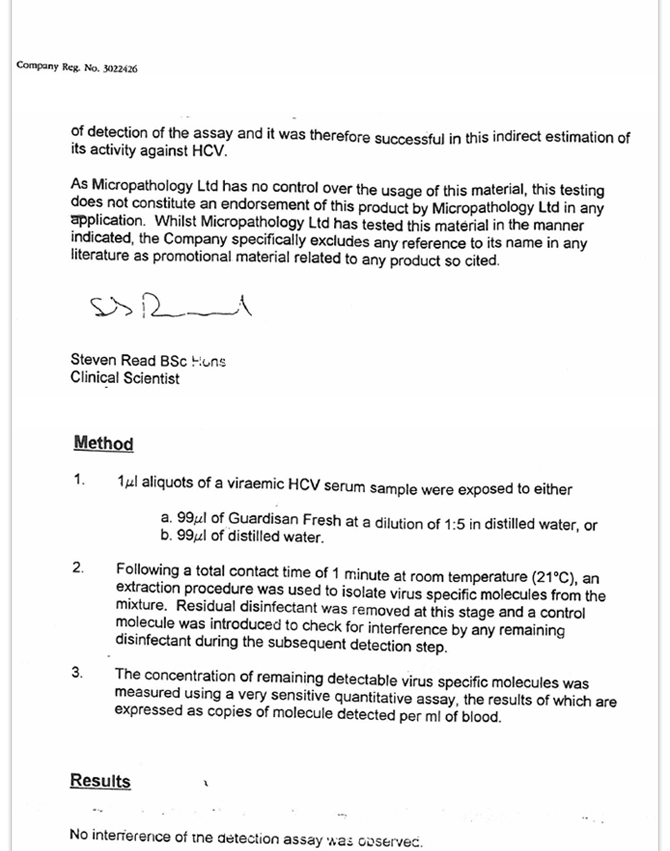 Company Reg. No. 3022426
of detection of the assay and it was therefore successful in this indirect estimation of
its activity against HCV.
As Micropathology Ltd has no control over the usage of this material, this testing
does not constitute an endorsement of this product by Micropathology Ltd in any
application. Whilst Micropathology Ltd has tested this material in the manner
indicated, the Company specifically excludes any reference to its name in any
literature as promotional material related to any product so cited.
Steven Read BSc Hons
Clinical Scientist
Method
1. 1µl aliquots of a viraemic HCV serum sample were exposed to either
a. 99µl of Guardisan Fresh at a dilution of 1:5 in distilled water, or
b. 99µl of distilled water.
2. Following a total contact time of 1 minute at room temperature (21°C), an
extraction procedure was used to isolate virus specific molecules from the
mixture. Residual disinfectant was removed at this stage and a control
molecule was introduced to check for interference by any remaining
disinfectant during the subsequent detection step.
3. The concentration of remaining detectable virus specific molecules was
measured using a very sensitive quantitative assay, the results of which are
expressed as copies of molecule detected per ml of blood.
Results
No interference of the detection assay was observed.